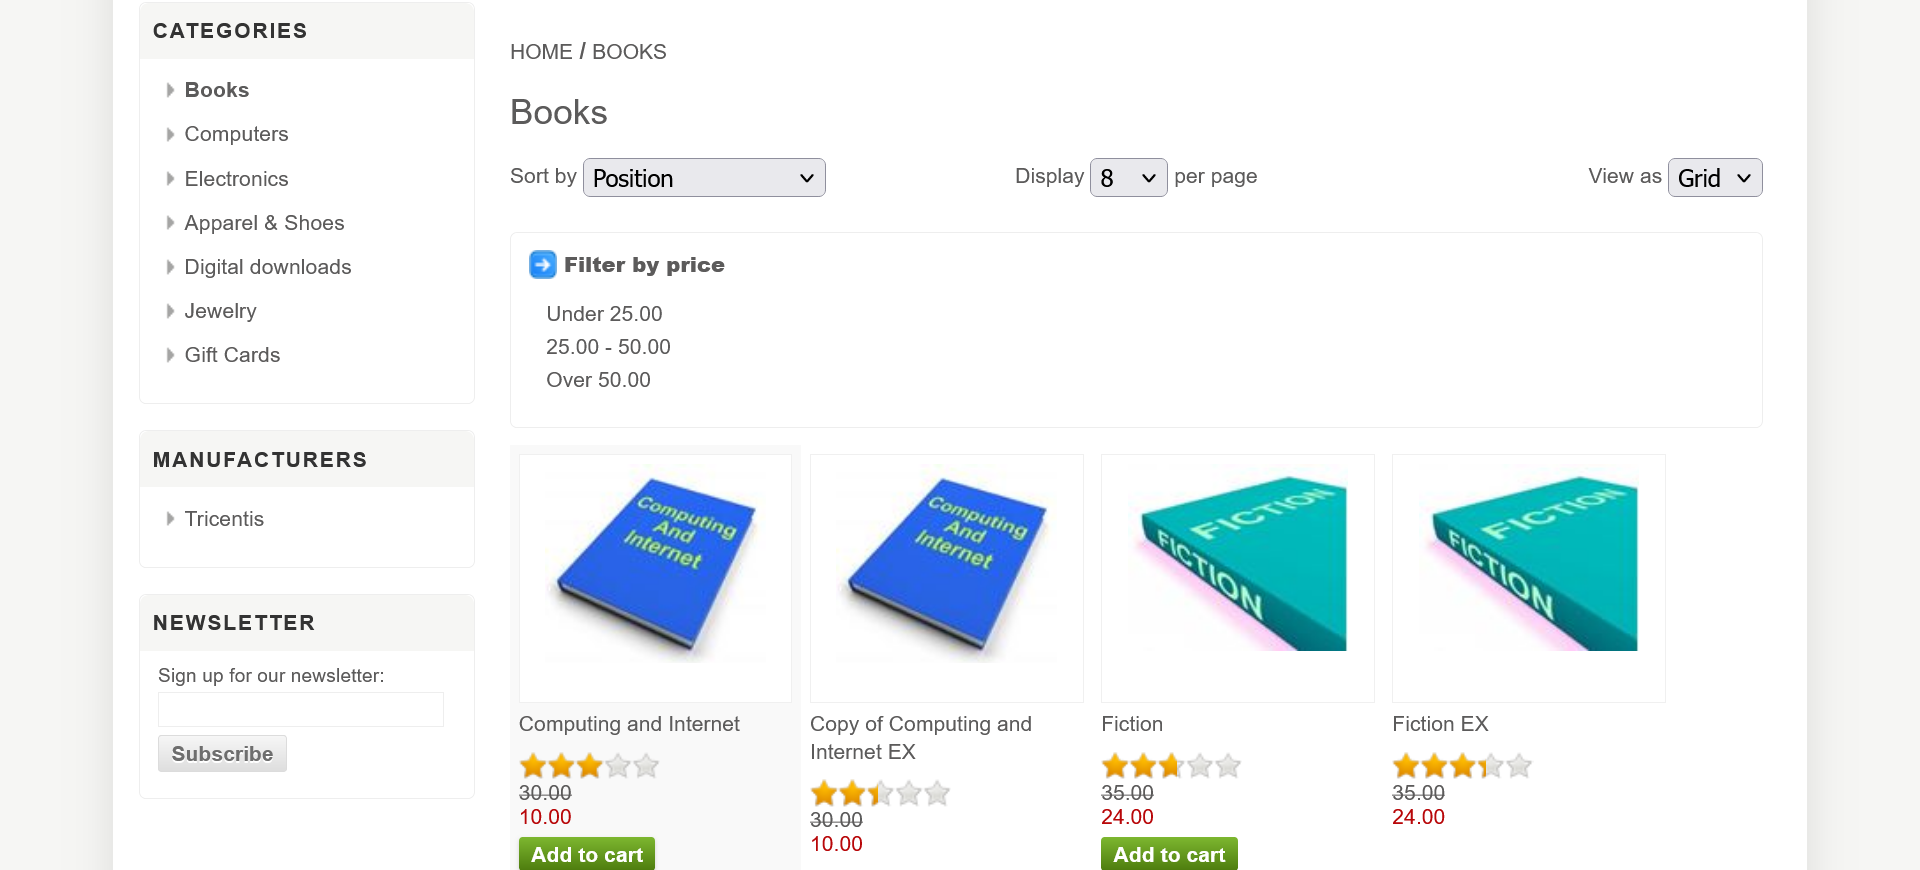 CATEGORIES
Books
Computers
Electronics
Apparel & Shoes
Digital downloads
Jewelry
Gift Cards
MANUFACTURERS
Tricentis
NEWSLETTER
Sign up for our newsletter:
Subscribe
HOME / BOOKS
Books
Sort by Position
Display 8 per page
View as Grid
Filter by price
Under 25.00
25.00 - 50.00
Over 50.00
Computing
And
Internet
Computing and Internet
30.00
10.00
Add to cart
Computing
And
Internet
Copy of Computing and
Internet EX
30.00
10.00
FICTION
FICTION
Fiction
35.00
24.00
Add to cart
FICTION
FICTION
Fiction EX
35.00
24.00